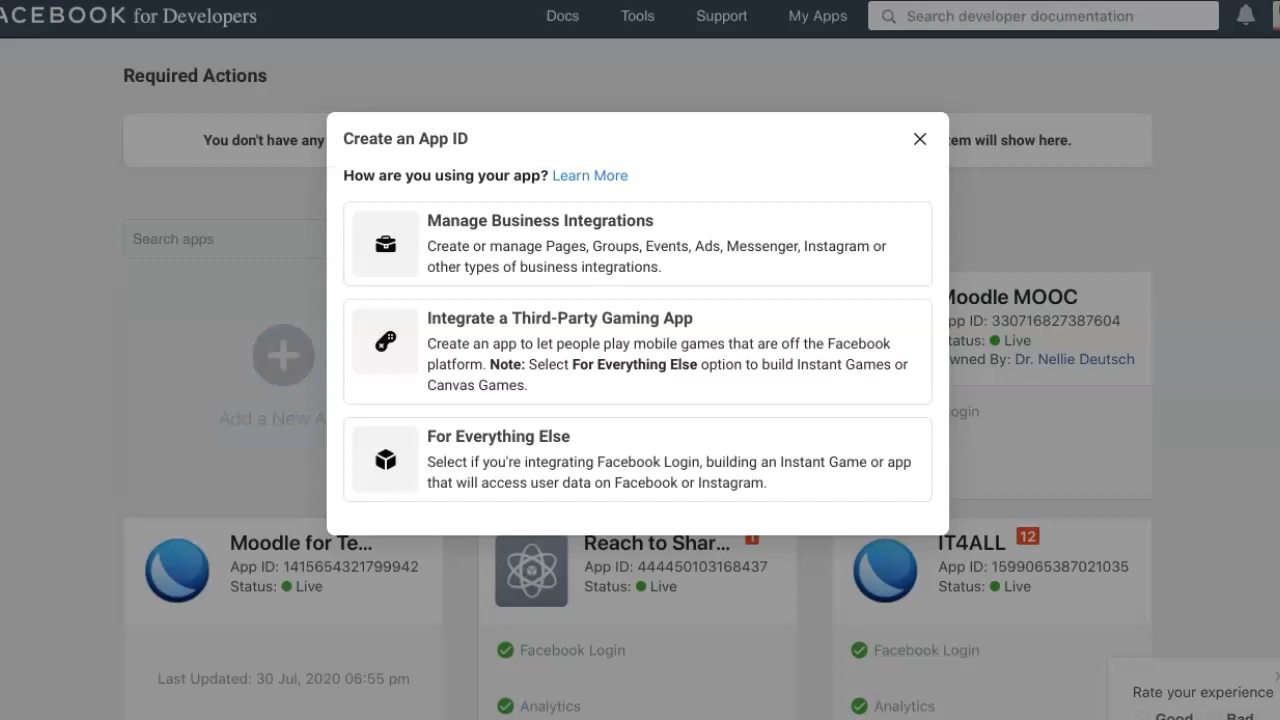 ACEBOOK for Developers
Docs
Tools
Support
My Apps
Search developer documentation
Required Actions
You don't have any
em will show here.
Create an App ID
How are you using your app? Learn More
Manage Business Integrations
Create or manage Pages, Groups, Events, Ads, Messenger, Instagram or
other types of business integrations.
Integrate a Third-Party Gaming App
Create an app to let people play mobile games that are off the Facebook
platform. Note: Select For Everything Else option to build Instant Games or
Canvas Games.
For Everything Else
Select if you're integrating Facebook Login, building an Instant Game or app
that will access user data on Facebook or Instagram.
Search apps
Add a New A
Moodle MOOC
pp ID: 330716827387604
tatus: Live
wned By: Dr. Nellie Deutsch
ogin
Moodle for Te...
App ID: 1415654321799942
Status: Live
Last Updated: 30 Jul, 2020 06:55 pm
Reach to Shar...
App ID: 444450103168437
Status: Live
Facebook Login
Analytics
IT4ALL 12
App ID: 1599065387021035
Status: Live
Facebook Login
Analytics
Rate your experience
Good
Bad